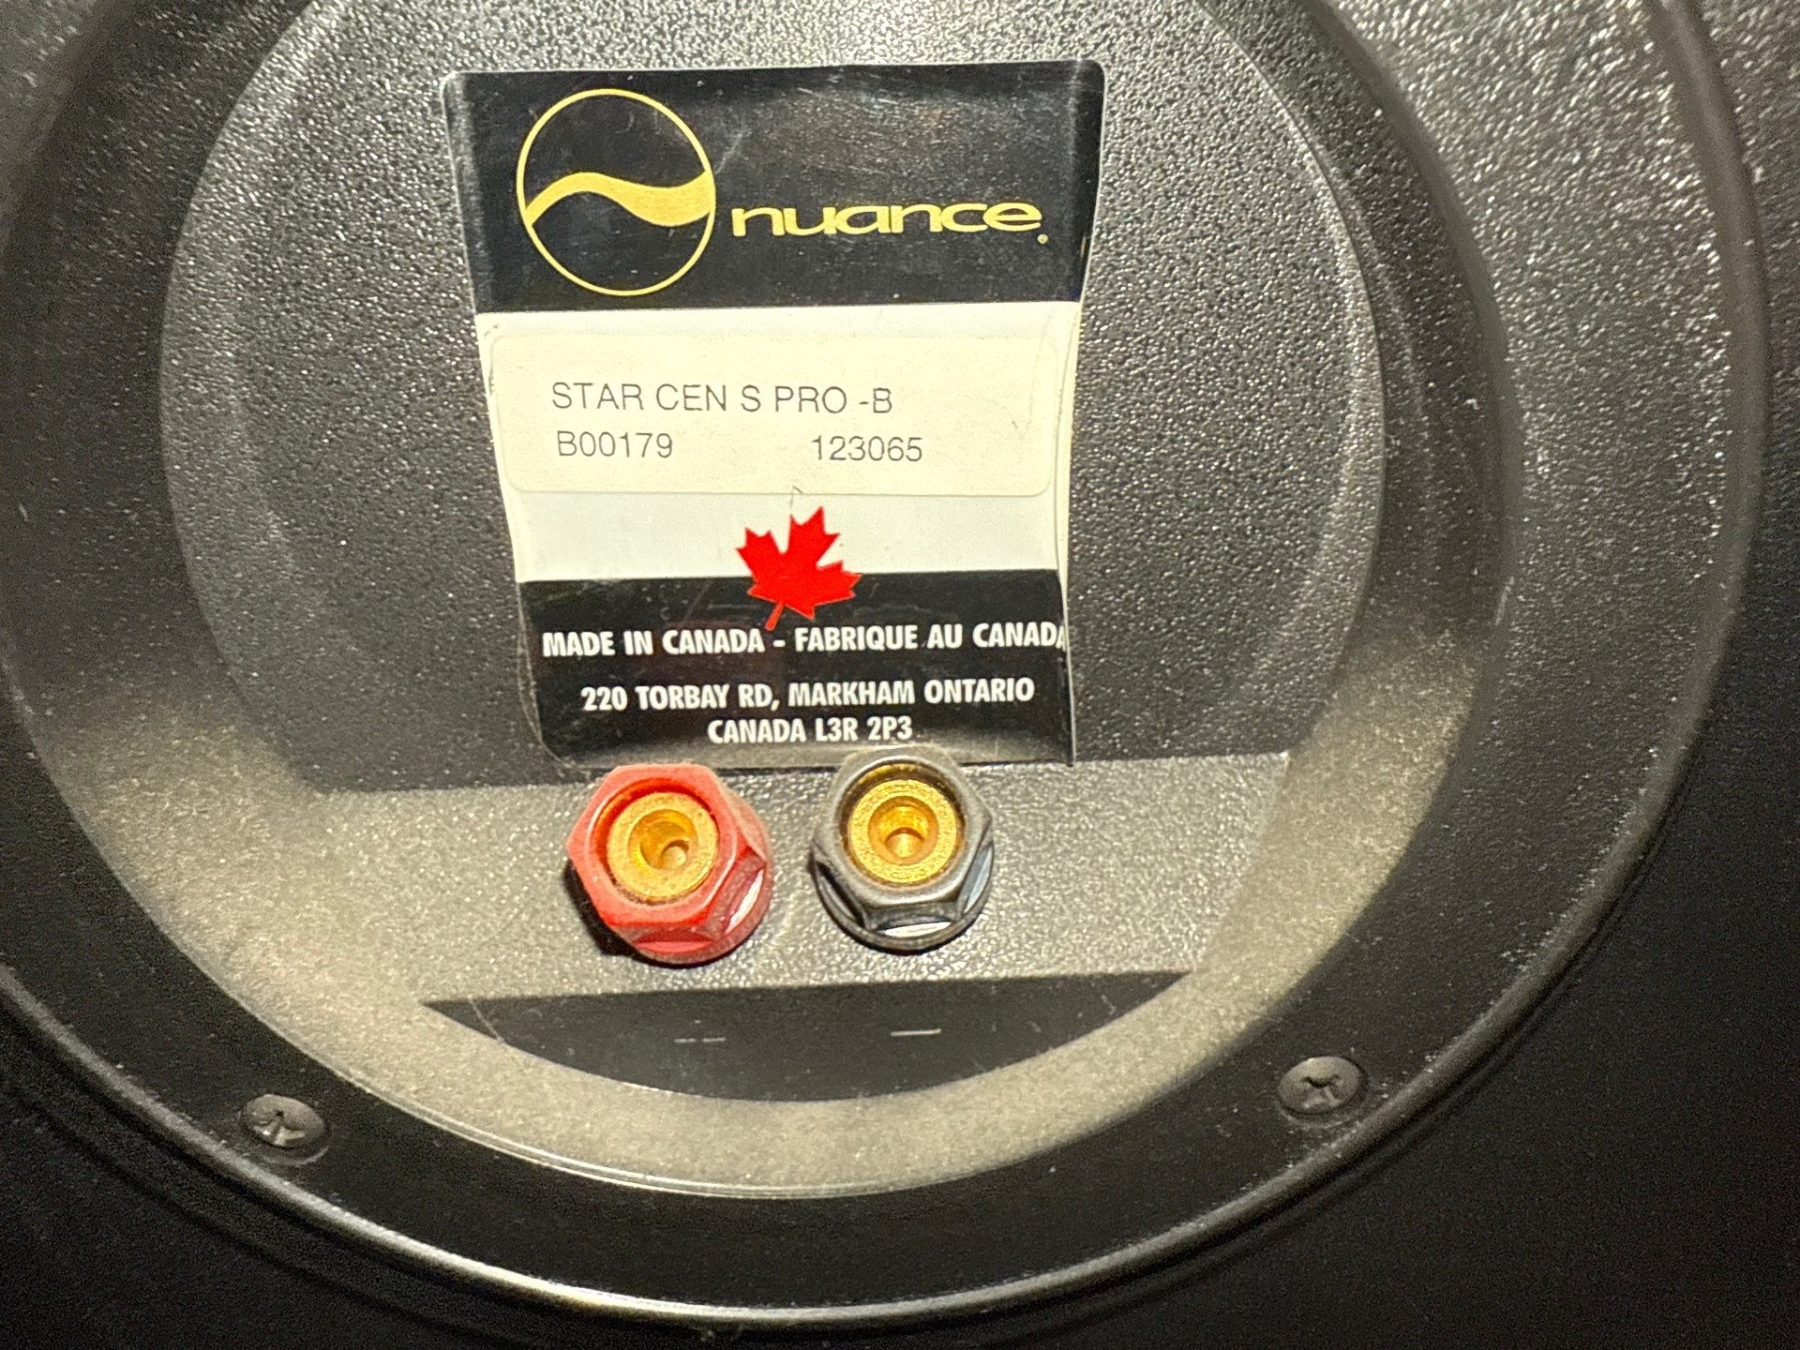 nuance
STAR CEN S PRO -B
B00179 123065
MADE IN CANADA - FABRIQUE AU CANADA
220 TORBAY RD, MARKHAM ONTARIO
CANADA L3R 2P3